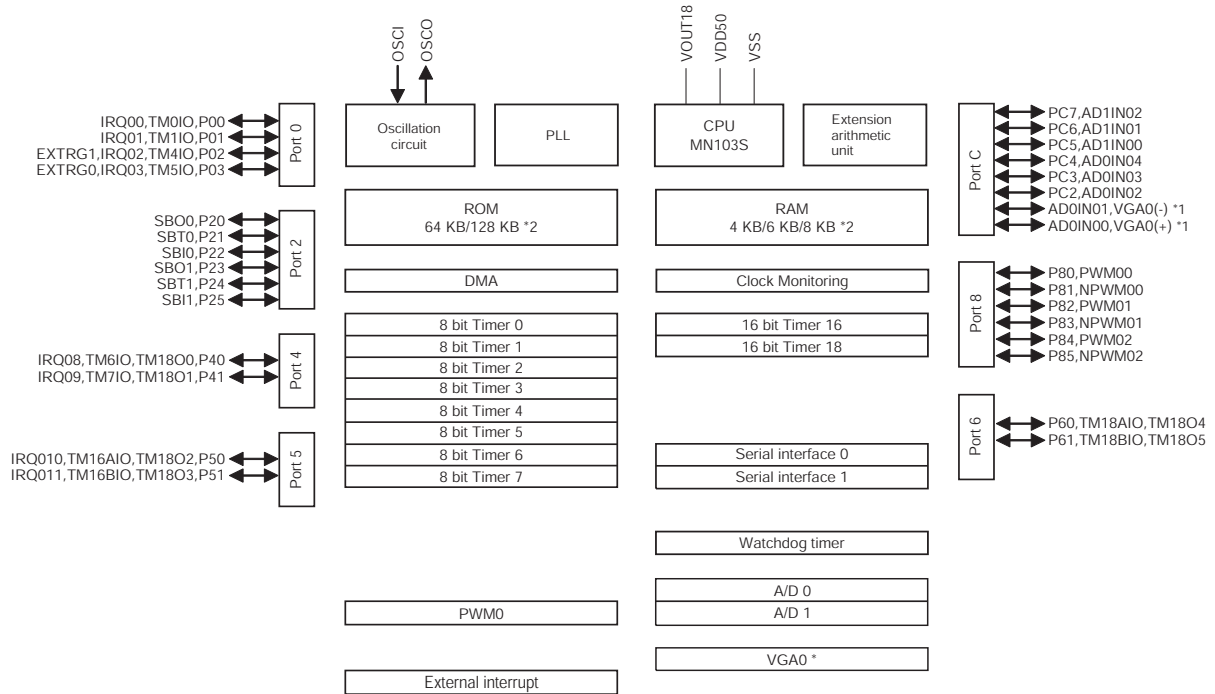 OSCI
OSCO
VOUT18
VDD50
VSS
IRQ00,TM0IO,P00
IRQ01,TM1IO,P01
EXTRG1,IRQ02,TM4IO,P02
EXTRG0,IRQ03,TM5IO,P03
Port 0
Oscillation
circuit
PLL
CPU
MN103S
Extension
arithmetic
unit
Port C
PC7,AD1IN02
PC6,AD1IN01
PC5,AD1IN00
PC4,AD0IN04
PC3,AD0IN03
PC2,AD0IN02
AD0IN01,VGA0(-) *1
AD0IN00,VGA0(+) *1
SBO0,P20
SBT0,P21
SBI0,P22
SBO1,P23
SBT1,P24
SBI1,P25
Port 2
ROM
64 KB/128 KB *2
RAM
4 KB/6 KB/8 KB *2
DMA
Clock Monitoring
Port 8
P80,PWM00
P81,NPWM00
P82,PWM01
P83,NPWM01
P84,PWM02
P85,NPWM02
IRQ08,TM6IO,TM18O0,P40
IRQ09,TM7IO,TM18O1,P41
Port 4
8 bit Timer 0
8 bit Timer 1
8 bit Timer 2
8 bit Timer 3
8 bit Timer 4
8 bit Timer 5
8 bit Timer 6
8 bit Timer 7
16 bit Timer 16
16 bit Timer 18
Port 6
P60,TM18AIO,TM18O4
P61,TM18BIO,TM18O5
IRQ010,TM16AIO,TM18O2,P50
IRQ011,TM16BIO,TM18O3,P51
Port 5
Serial interface 0
Serial interface 1
Watchdog timer
A/D 0
A/D 1
PWM0
VGA0 *
External interrupt